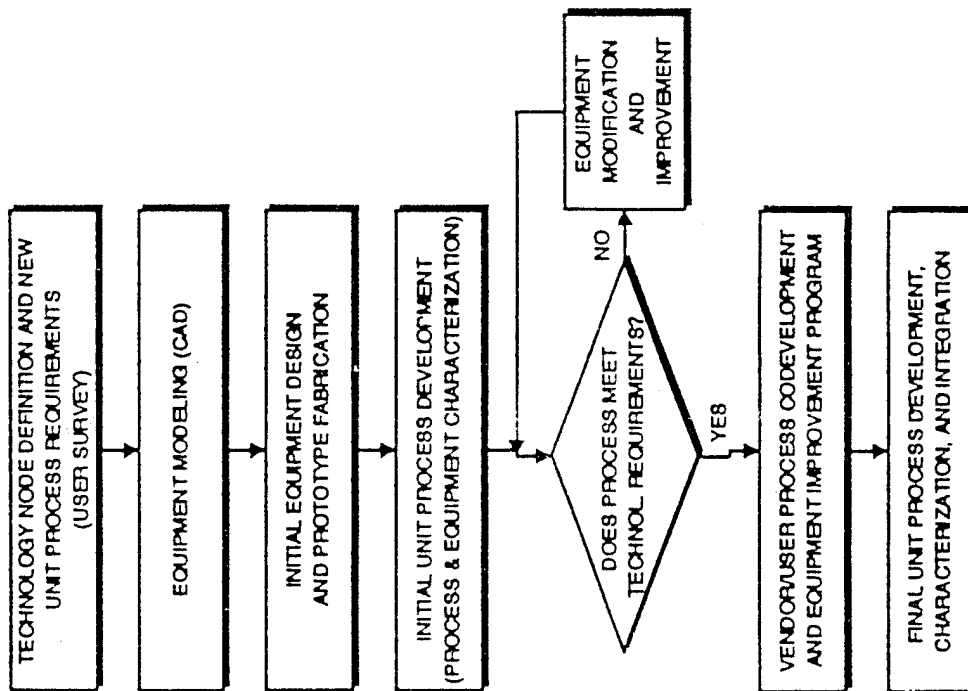 TECHNOLOGY NODE DEFINITION AND NEW
UNIT PROCESS REQUIREMENTS
(USER SURVEY)
EQUIPMENT MODELING (CAD)
INITIAL EQUIPMENT DESIGN
AND PROTOTYPE FABRICATION
INITIAL UNIT PROCESS DEVELOPMENT
(PROCESS & EQUIPMENT CHARACTERIZATION)
DOES PROCESS MEET
TECHNOL. REQUIREMENTS?
NO
EQUIPMENT
MODIFICATION
AND
IMPROVEMENT
YES
VENDOR/USER PROCESS CODEVELOPMENT
AND EQUIPMENT IMPROVEMENT PROGRAM
FINAL UNIT PROCESS DEVELOPMENT,
CHARACTERIZATION, AND INTEGRATION